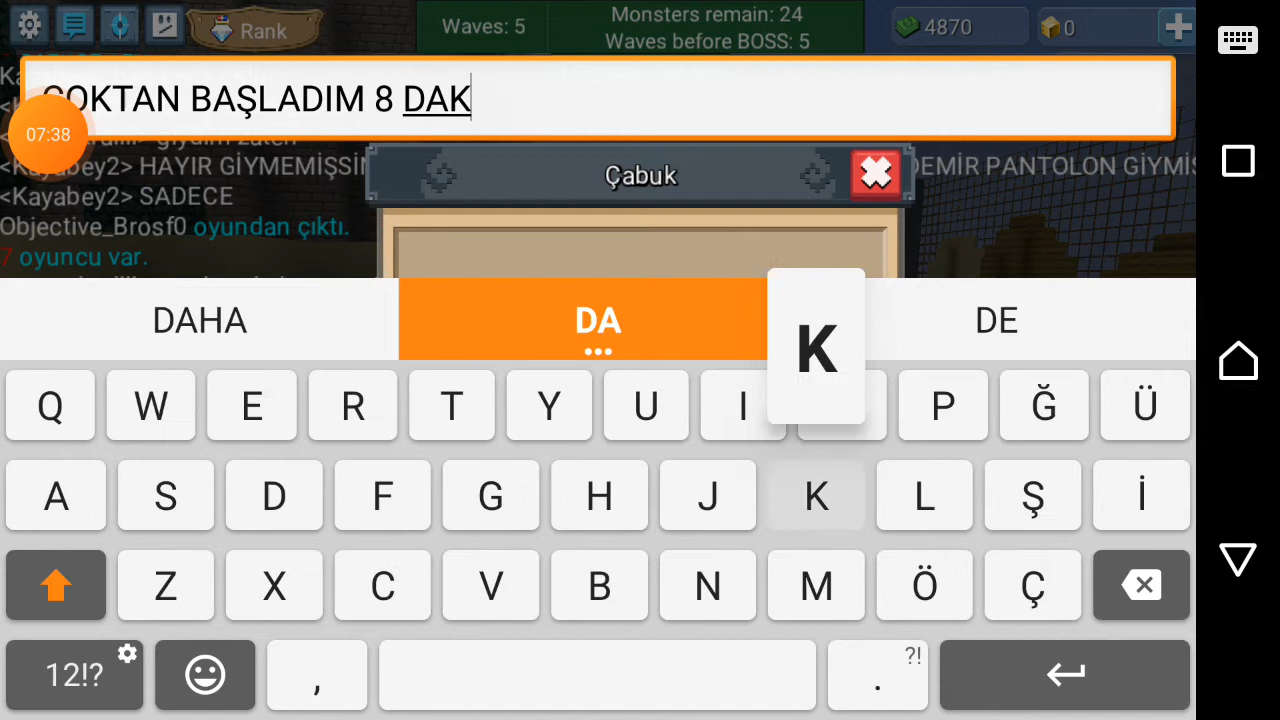 Rank
Waves: 5
Monsters remain: 24
Waves before BOSS: 5
4870
0
ÇOKTAN BAŞLADIM 8 DAK
07:38
giydim zaten
<Kayabey2> HAYIR GİYMEMİŞSİN
DEMİR PANTOLON GİYMİŞ
<Kayabey2> SADECE
Objective_Brosf0 oyundan çıktı.
7 oyuncu var.
Çabuk
DAHA DA DE
K
Q W E R T Y U I P Ğ Ü
A S D F G H J K L Ş İ
Z X C V B N M Ö Ç
12!? , . ?!